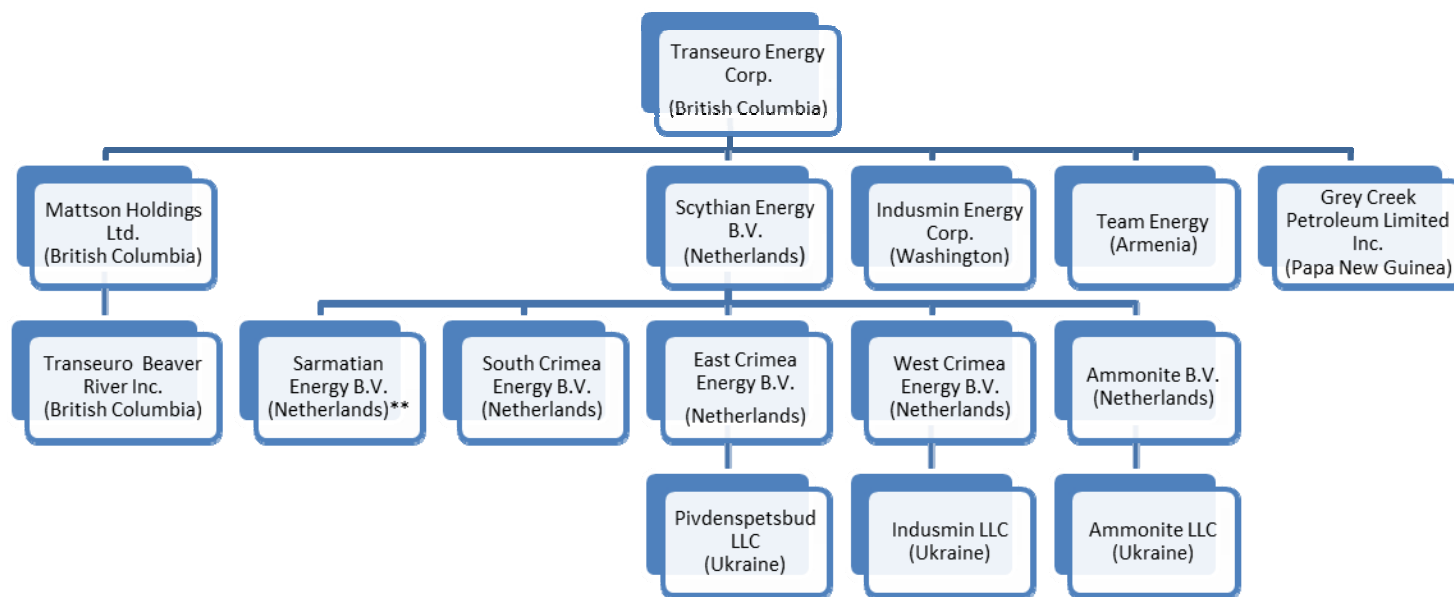 Transeuro Energy
Corp.
(British Columbia)
Mattson Holdings
Ltd.
(British Columbia)
Scythian Energy
B.V.
(Netherlands)
Indusmin Energy
Corp.
(Washington)
Team Energy
(Armenia)
Grey Creek
Petroleum Limited
Inc.
(Papa New Guinea)
Transeuro Beaver
River Inc.
(British Columbia)
Sarmatian
Energy B.V.
(Netherlands)**
South Crimea
Energy B.V.
(Netherlands)
East Crimea
Energy B.V.
(Netherlands)
West Crimea
Energy B.V.
(Netherlands)
Ammonite B.V.
(Netherlands)
Pivdenspetsbud
LLC
(Ukraine)
Indusmin LLC
(Ukraine)
Ammonite LLC
(Ukraine)